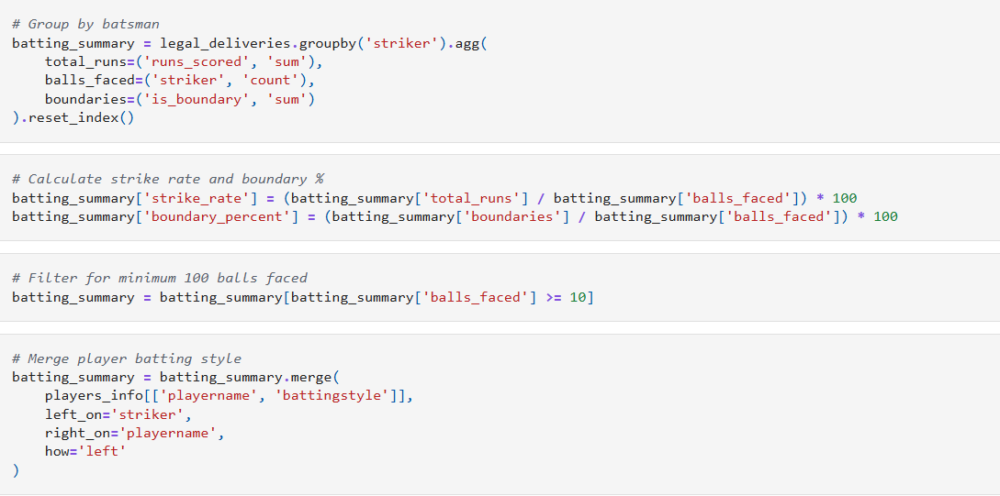 # Group by batsman
batting_summary = legal_deliveries.groupby('striker').agg(
    total_runs=('runs_scored', 'sum'),
    balls_faced=('striker', 'count'),
    boundaries=('is_boundary', 'sum')
).reset_index()
# Calculate strike rate and boundary %
batting_summary['strike_rate'] = (batting_summary['total_runs'] / batting_summary['balls_faced']) * 100
batting_summary['boundary_percent'] = (batting_summary['boundaries'] / batting_summary['balls_faced']) * 100
# Filter for minimum 100 balls faced
batting_summary = batting_summary[batting_summary['balls_faced'] >= 10]
# Merge player batting style
batting_summary = batting_summary.merge(
    players_info[['playername', 'battingstyle']],
    left_on='striker',
    right_on='playername',
    how='left'
)